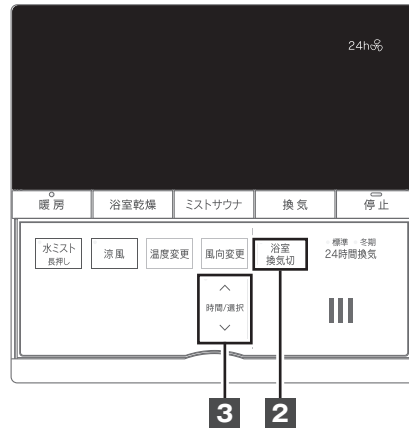 24h
暖房 浴室乾燥 ミストサウナ 換気 停止
水ミスト
長押し
涼風
温度変更
風向変更
浴室
換気切
標準 冬期
24時間換気
時間/選択
3 2